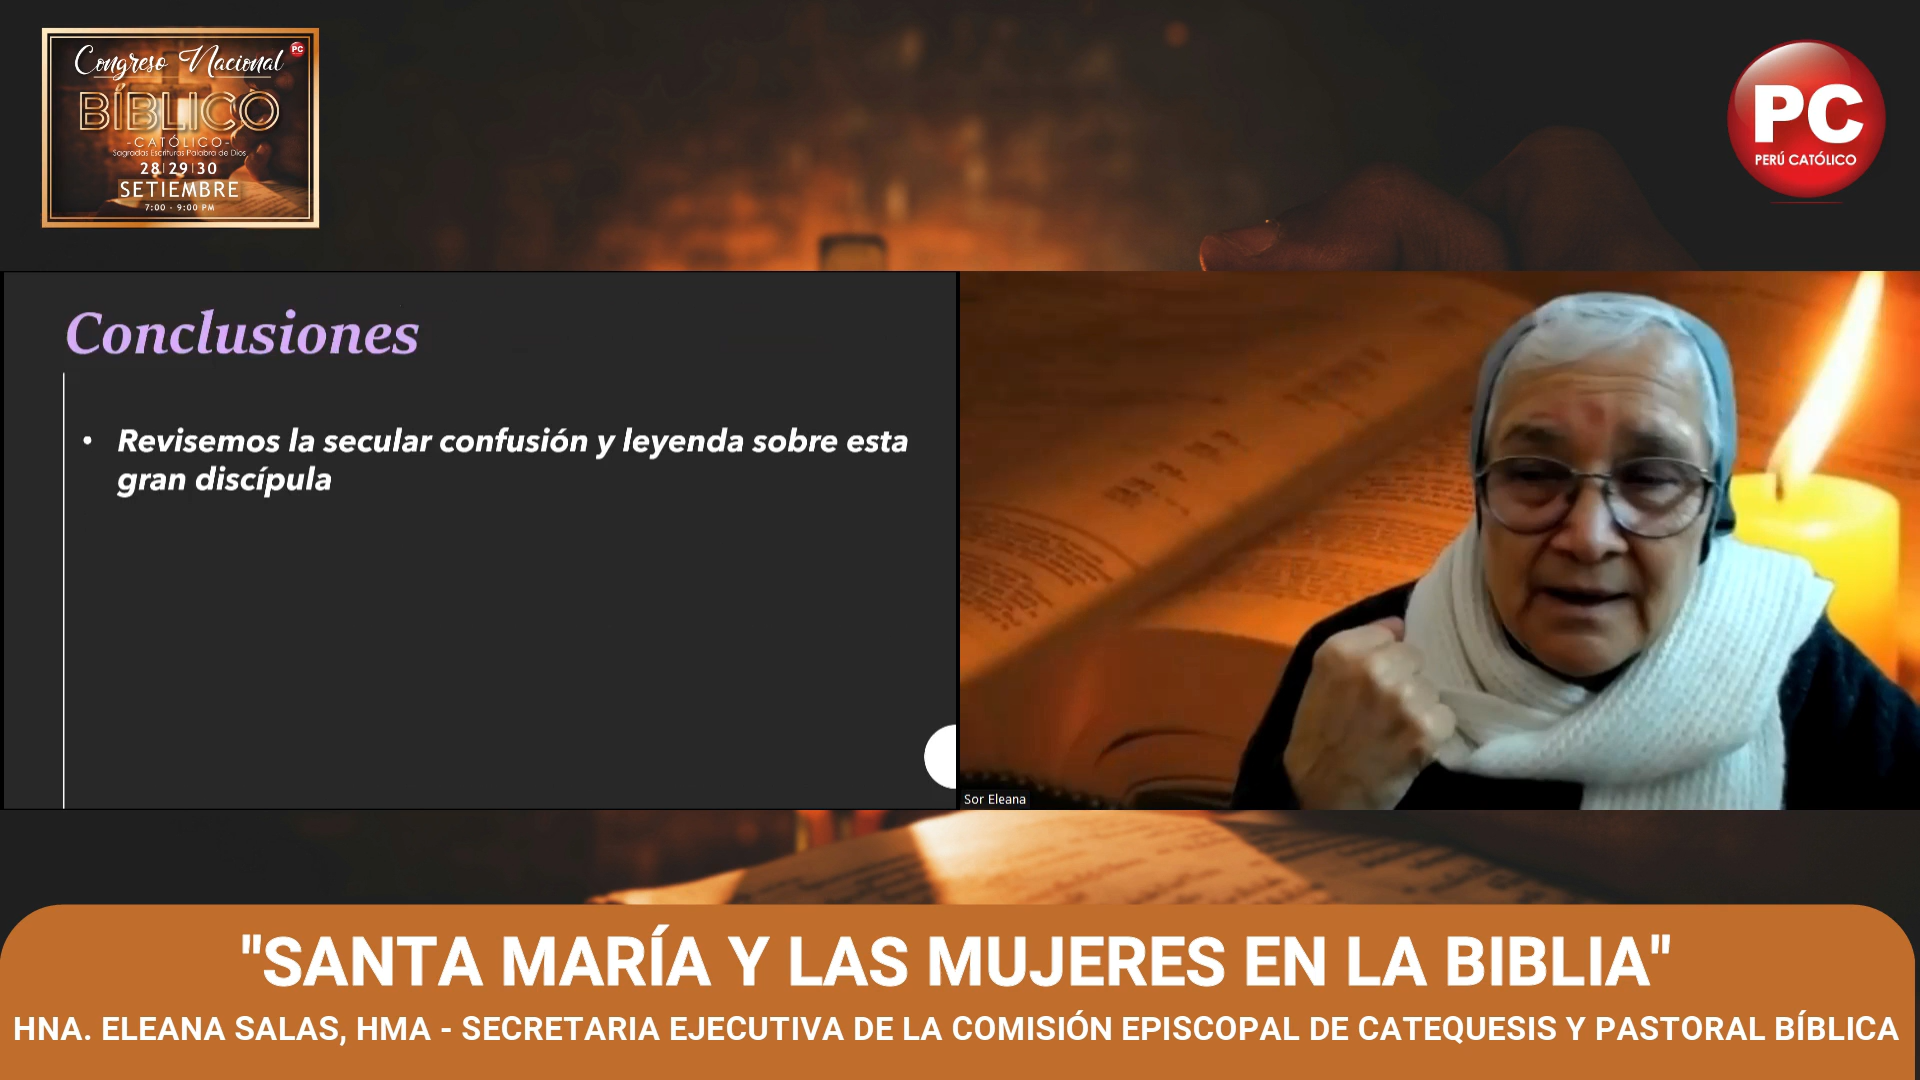 Congreso Nacional
PC
BÍBLICO
-CATÓLICO-
Sagradas Escrituras Palabra de Dios
28|29|30
SETIEMBRE
7:00 - 9:00 PM
PC
PERÚ CATÓLICO
Conclusiones
• Revisemos la secular confusión y leyenda sobre esta
gran discípula
Sor Eleana
"SANTA MARÍA Y LAS MUJERES EN LA BIBLIA"
HNA. ELEANA SALAS, HMA - SECRETARIA EJECUTIVA DE LA COMISIÓN EPISCOPAL DE CATEQUESIS Y PASTORAL BÍBLICA